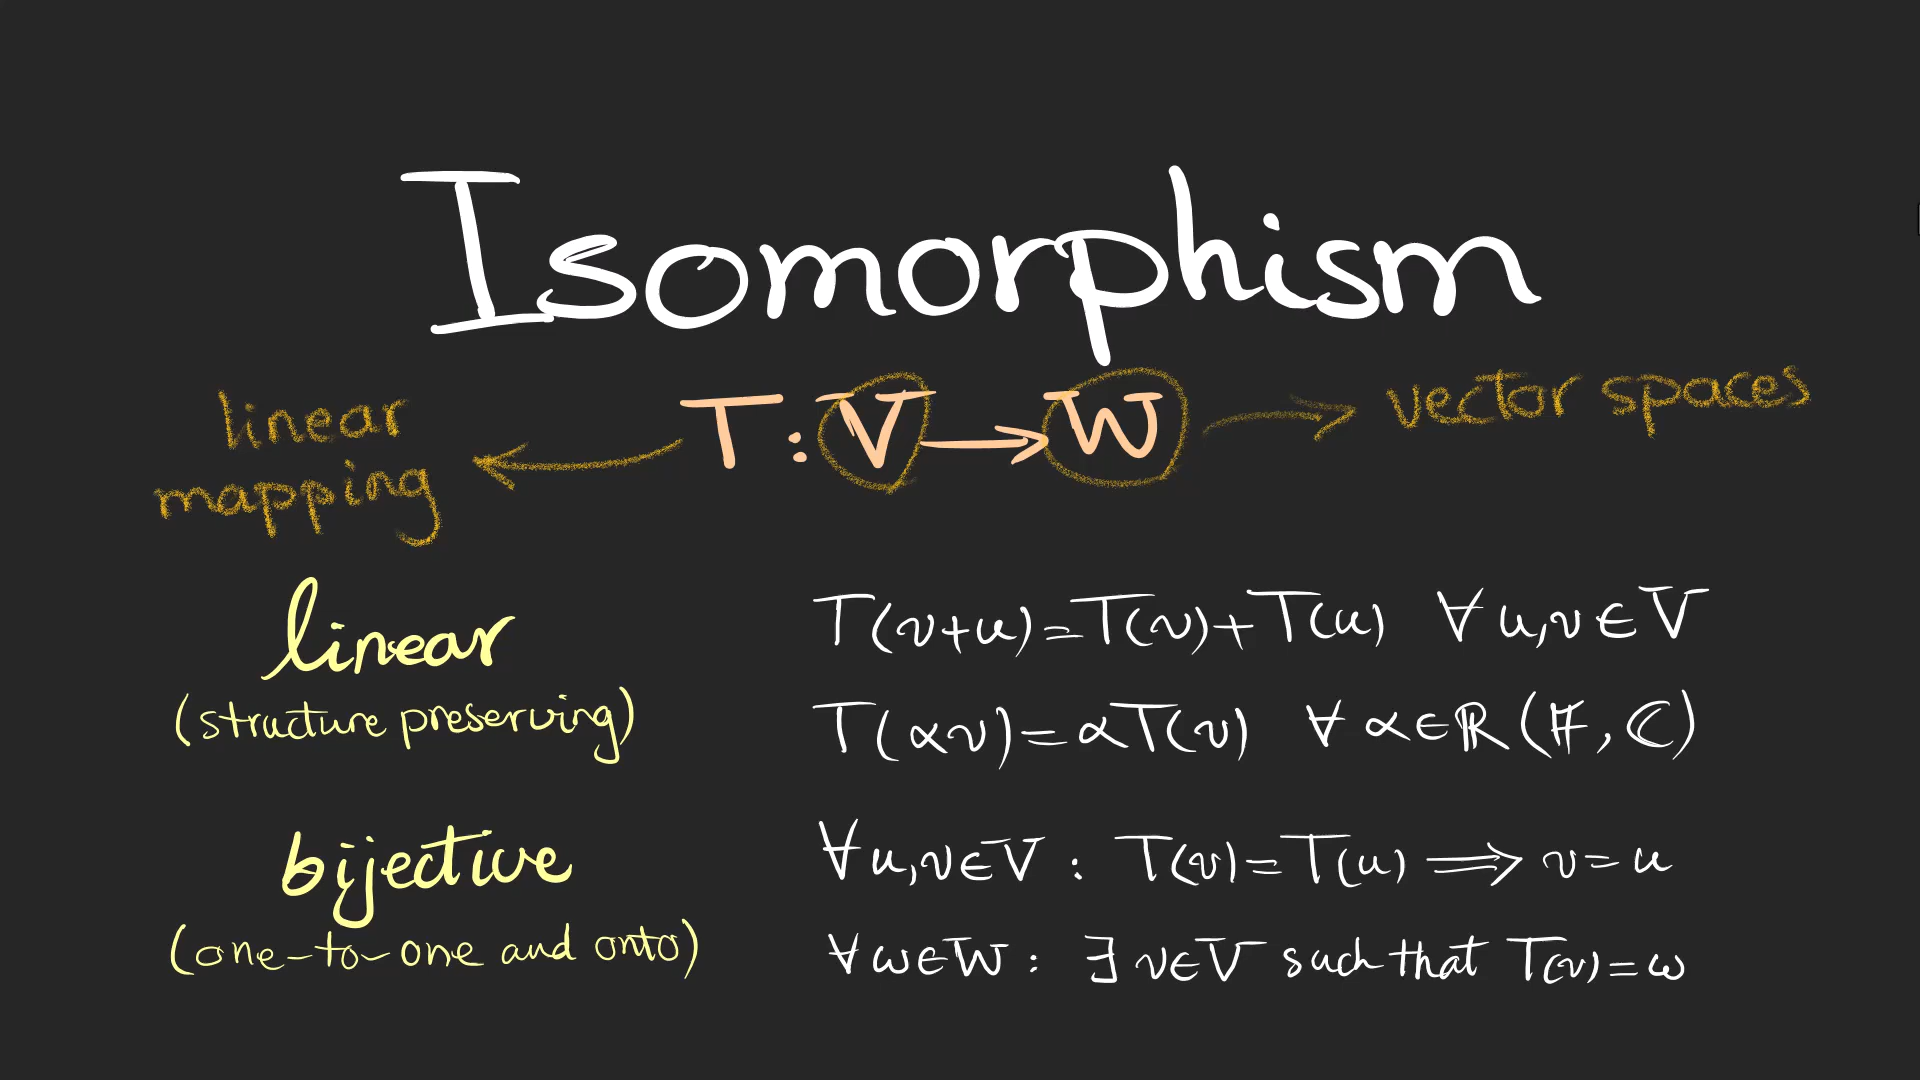 Isomorphism
linear
mapping
T : V → W
vector spaces
linear
(structure preserving)
T(v+u)=T(v)+T(u) ∀ u,v∈V
T(αv)=αT(v) ∀ α∈ℝ (𝔽, ℂ)
bijective
(one-to-one and onto)
∀u,v∈V : T(v)=T(u) ⟹ v=u
∀w∈W : ∃ v∈V such that T(v)=w